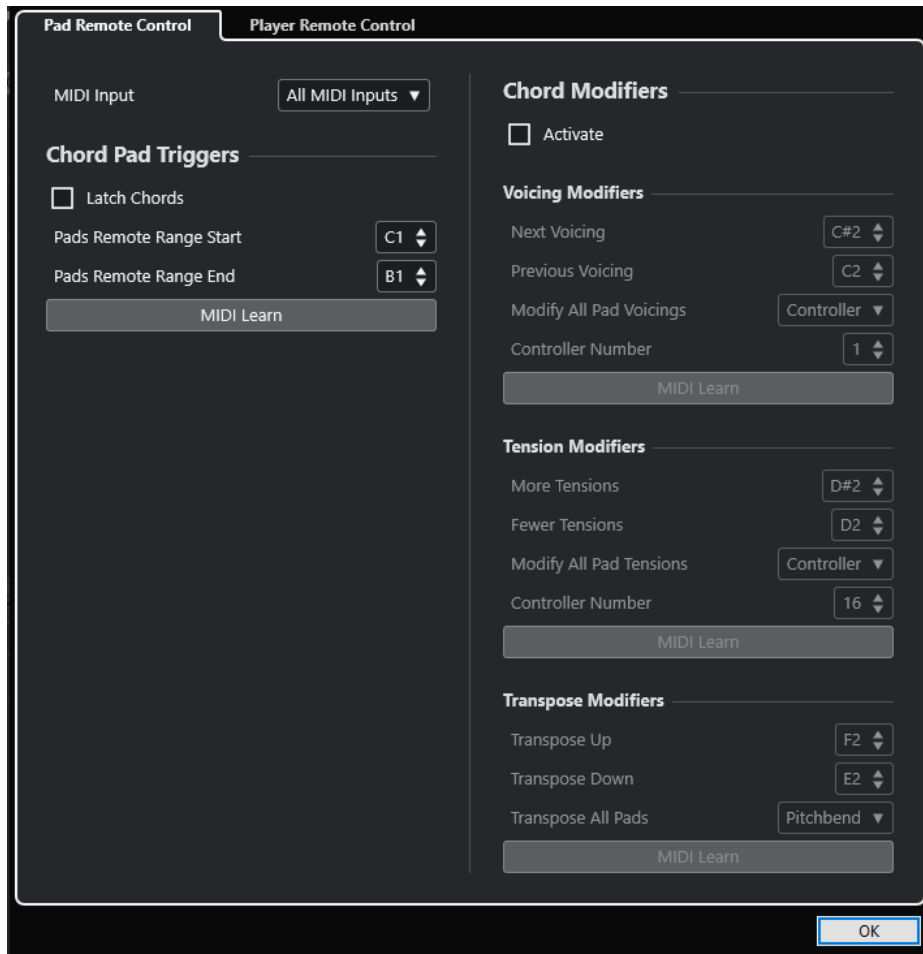 Pad Remote Control
Player Remote Control
MIDI Input
All MIDI Inputs
Chord Pad Triggers
Latch Chords
Pads Remote Range Start
C1
Pads Remote Range End
B1
MIDI Learn
Chord Modifiers
Activate
Voicing Modifiers
Next Voicing
C#2
Previous Voicing
C2
Modify All Pad Voicings
Controller
Controller Number
1
MIDI Learn
Tension Modifiers
More Tensions
D#2
Fewer Tensions
D2
Modify All Pad Tensions
Controller
Controller Number
16
MIDI Learn
Transpose Modifiers
Transpose Up
F2
Transpose Down
E2
Transpose All Pads
Pitchbend
MIDI Learn
OK